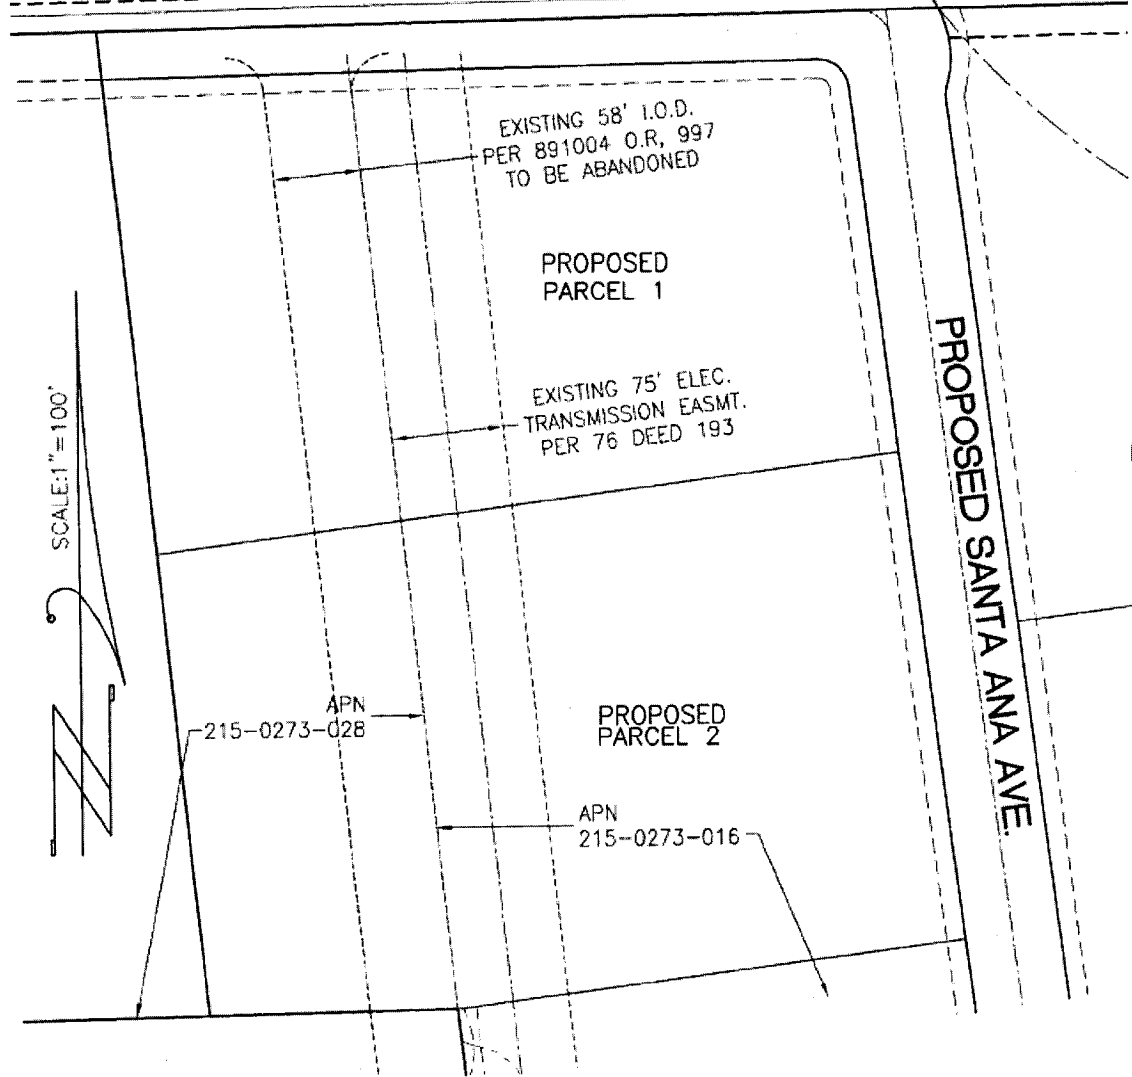 EXISTING 58' I.O.D.
PER 891004 O.R, 997
TO BE ABANDONED
PROPOSED
PARCEL 1
EXISTING 75' ELEC.
TRANSMISSION EASMT.
PER 76 DEED 193
SCALE:1"=100'
PROPOSED SANTA ANA AVE.
APN
215-0273-028
PROPOSED
PARCEL 2
APN
215-0273-016